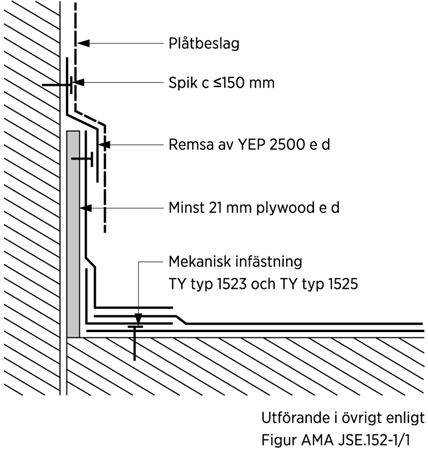 Plåtbeslag
Spik c ≤150 mm
Remsa av YEP 2500 e d
Minst 21 mm plywood e d
Mekanisk infästning
TY typ 1523 och TY typ 1525
Utförande i övrigt enligt
Figur AMA JSE.152-1/1